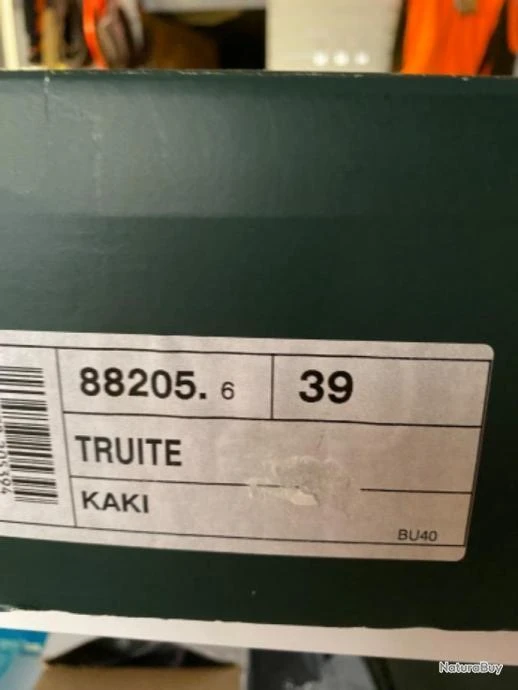 88205. 6 39
TRUITE
KAKI
BU40
NaturaBuy